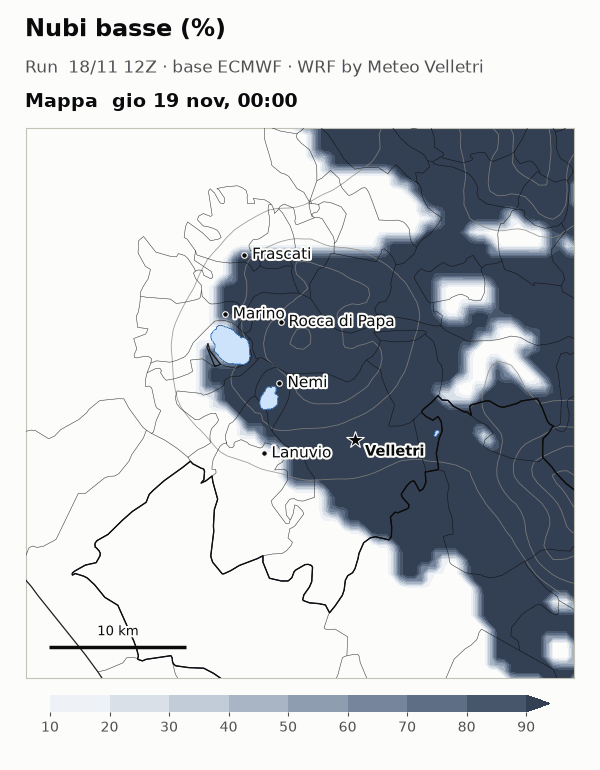 Nubi basse (%)
Run  18/11 12Z · base ECMWF · WRF by Meteo Velletri
Mappa  gio 19 nov, 00:00
Frascati
Marino
Rocca di Papa
Nemi
Velletri
Lanuvio
10 km
10 20 30 40 50 60 70 80 90